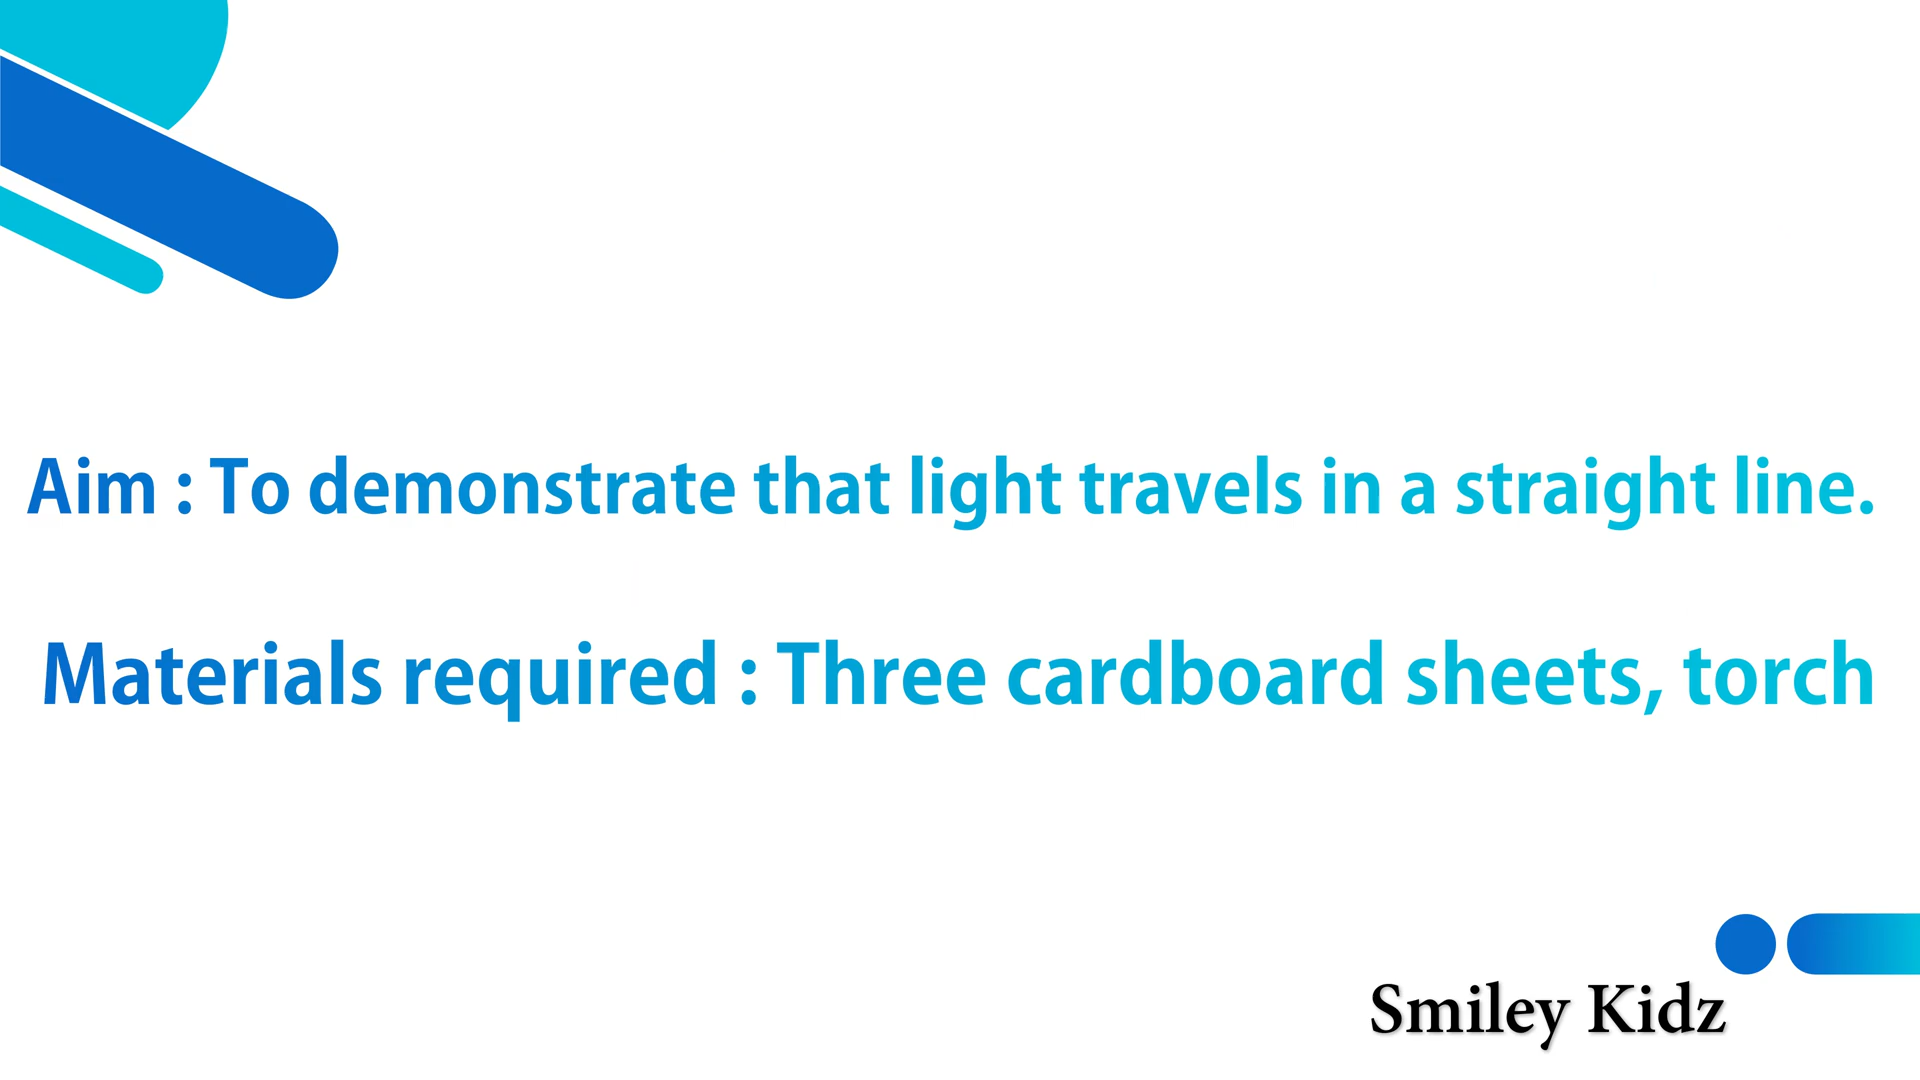 Aim : To demonstrate that light travels in a straight line.
Materials required : Three cardboard sheets, torch
Smiley Kidz